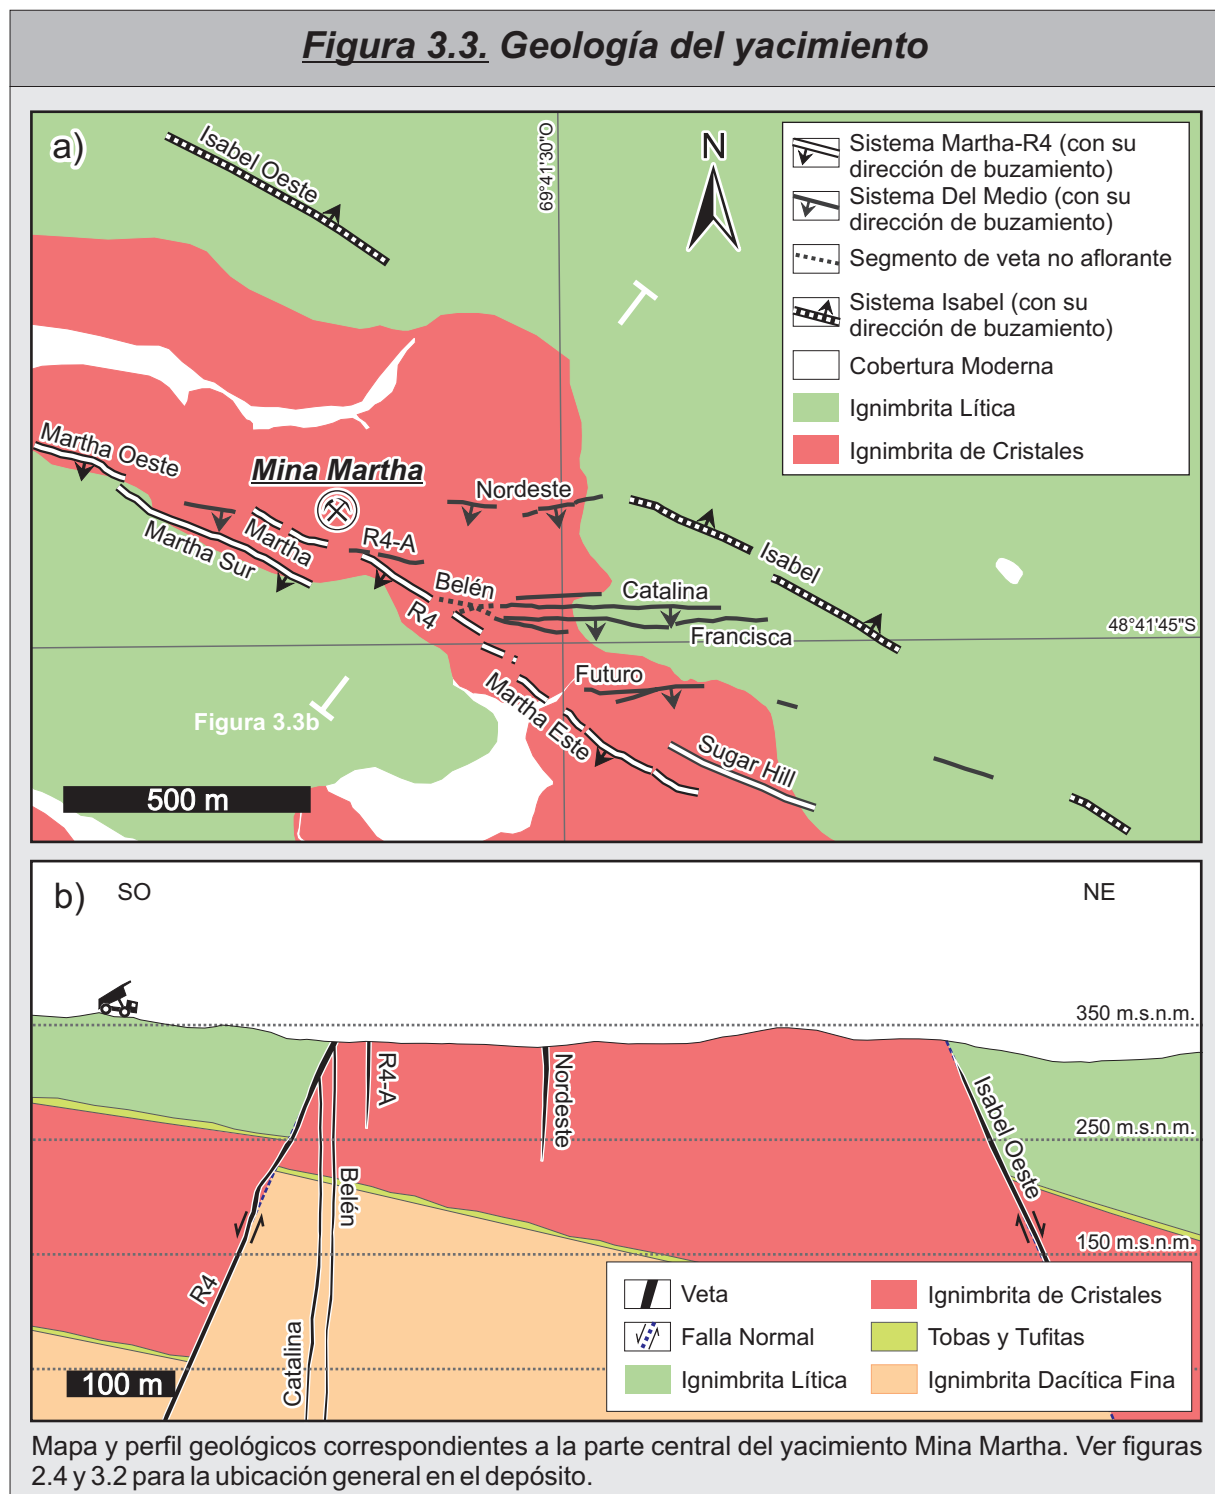 Figura 3.3. Geología del yacimiento
a)
Isabel Oeste
69°41'30"O
N
Sistema Martha-R4 (con su
dirección de buzamiento)
Sistema Del Medio (con su
dirección de buzamiento)
Segmento de veta no aflorante
Sistema Isabel (con su
dirección de buzamiento)
Cobertura Moderna
Ignimbrita Lítica
Ignimbrita de Cristales
Martha Oeste
Mina Martha
Nordeste
Martha Sur
Martha
R4-A
Isabel
Belén
Catalina
R4
Francisca
48°41'45"S
Futuro
Martha Este
Sugar Hill
Figura 3.3b
500 m
b)
SO
NE
350 m.s.n.m.
R4-A
Nordeste
Isabel Oeste
250 m.s.n.m.
Belén
150 m.s.n.m.
R4
Catalina
100 m
Veta
Falla Normal
Ignimbrita Lítica
Ignimbrita de Cristales
Tobas y Tufitas
Ignimbrita Dacítica Fina
Mapa y perfil geológicos correspondientes a la parte central del yacimiento Mina Martha. Ver figuras
2.4 y 3.2 para la ubicación general en el depósito.